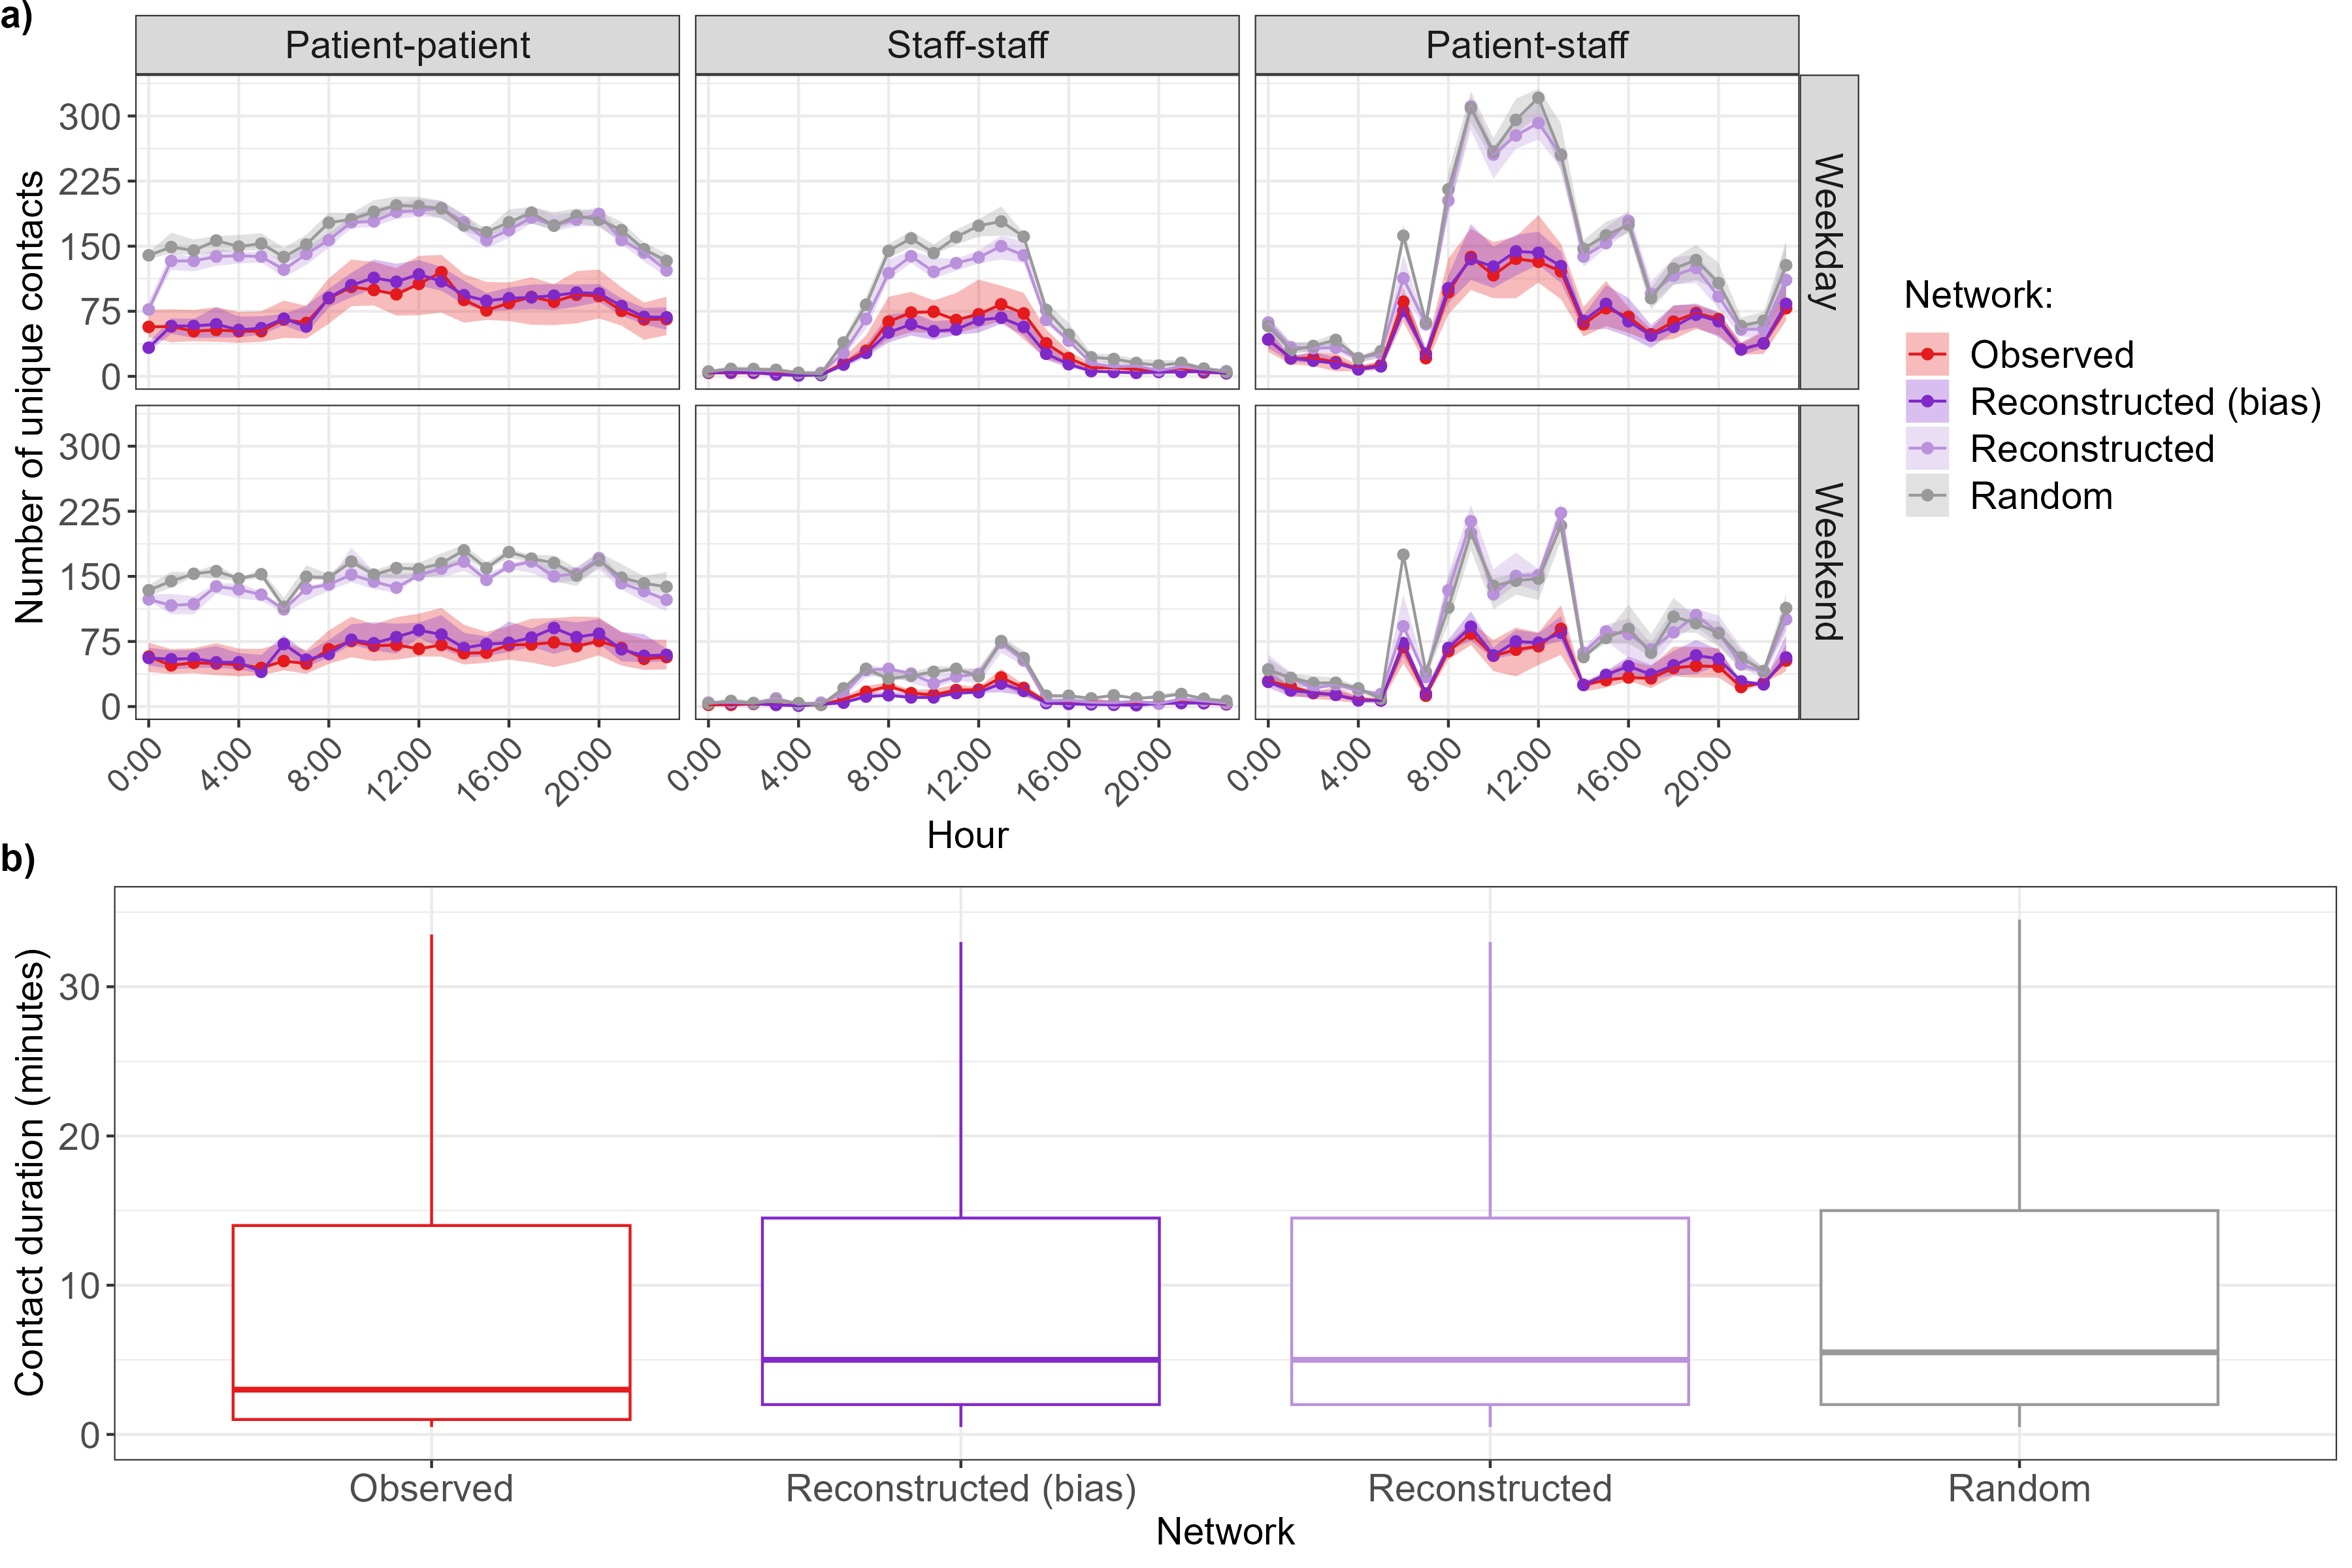 a)
Patient-patient
Staff-staff
Patient-staff
Number of unique contacts
300
225
150
75
0
Weekday
300
225
150
75
0
Weekend
0:00
4:00
8:00
12:00
16:00
20:00
0:00
4:00
8:00
12:00
16:00
20:00
0:00
4:00
8:00
12:00
16:00
20:00
Hour
Network:
Observed
Reconstructed (bias)
Reconstructed
Random
b)
Contact duration (minutes)
30
20
10
0
Observed
Reconstructed (bias)
Reconstructed
Random
Network